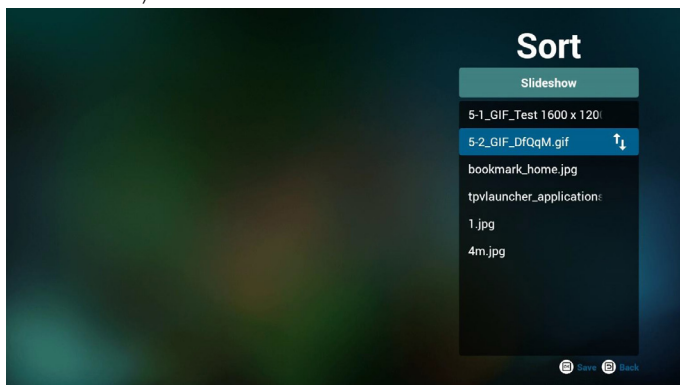 Sort
Slideshow
5-1_GIF_Test 1600 x 120
5-2_GIF_DfQqM.gif
bookmark_home.jpg
tpvlauncher_application
1.jpg
4m.jpg
Save Back